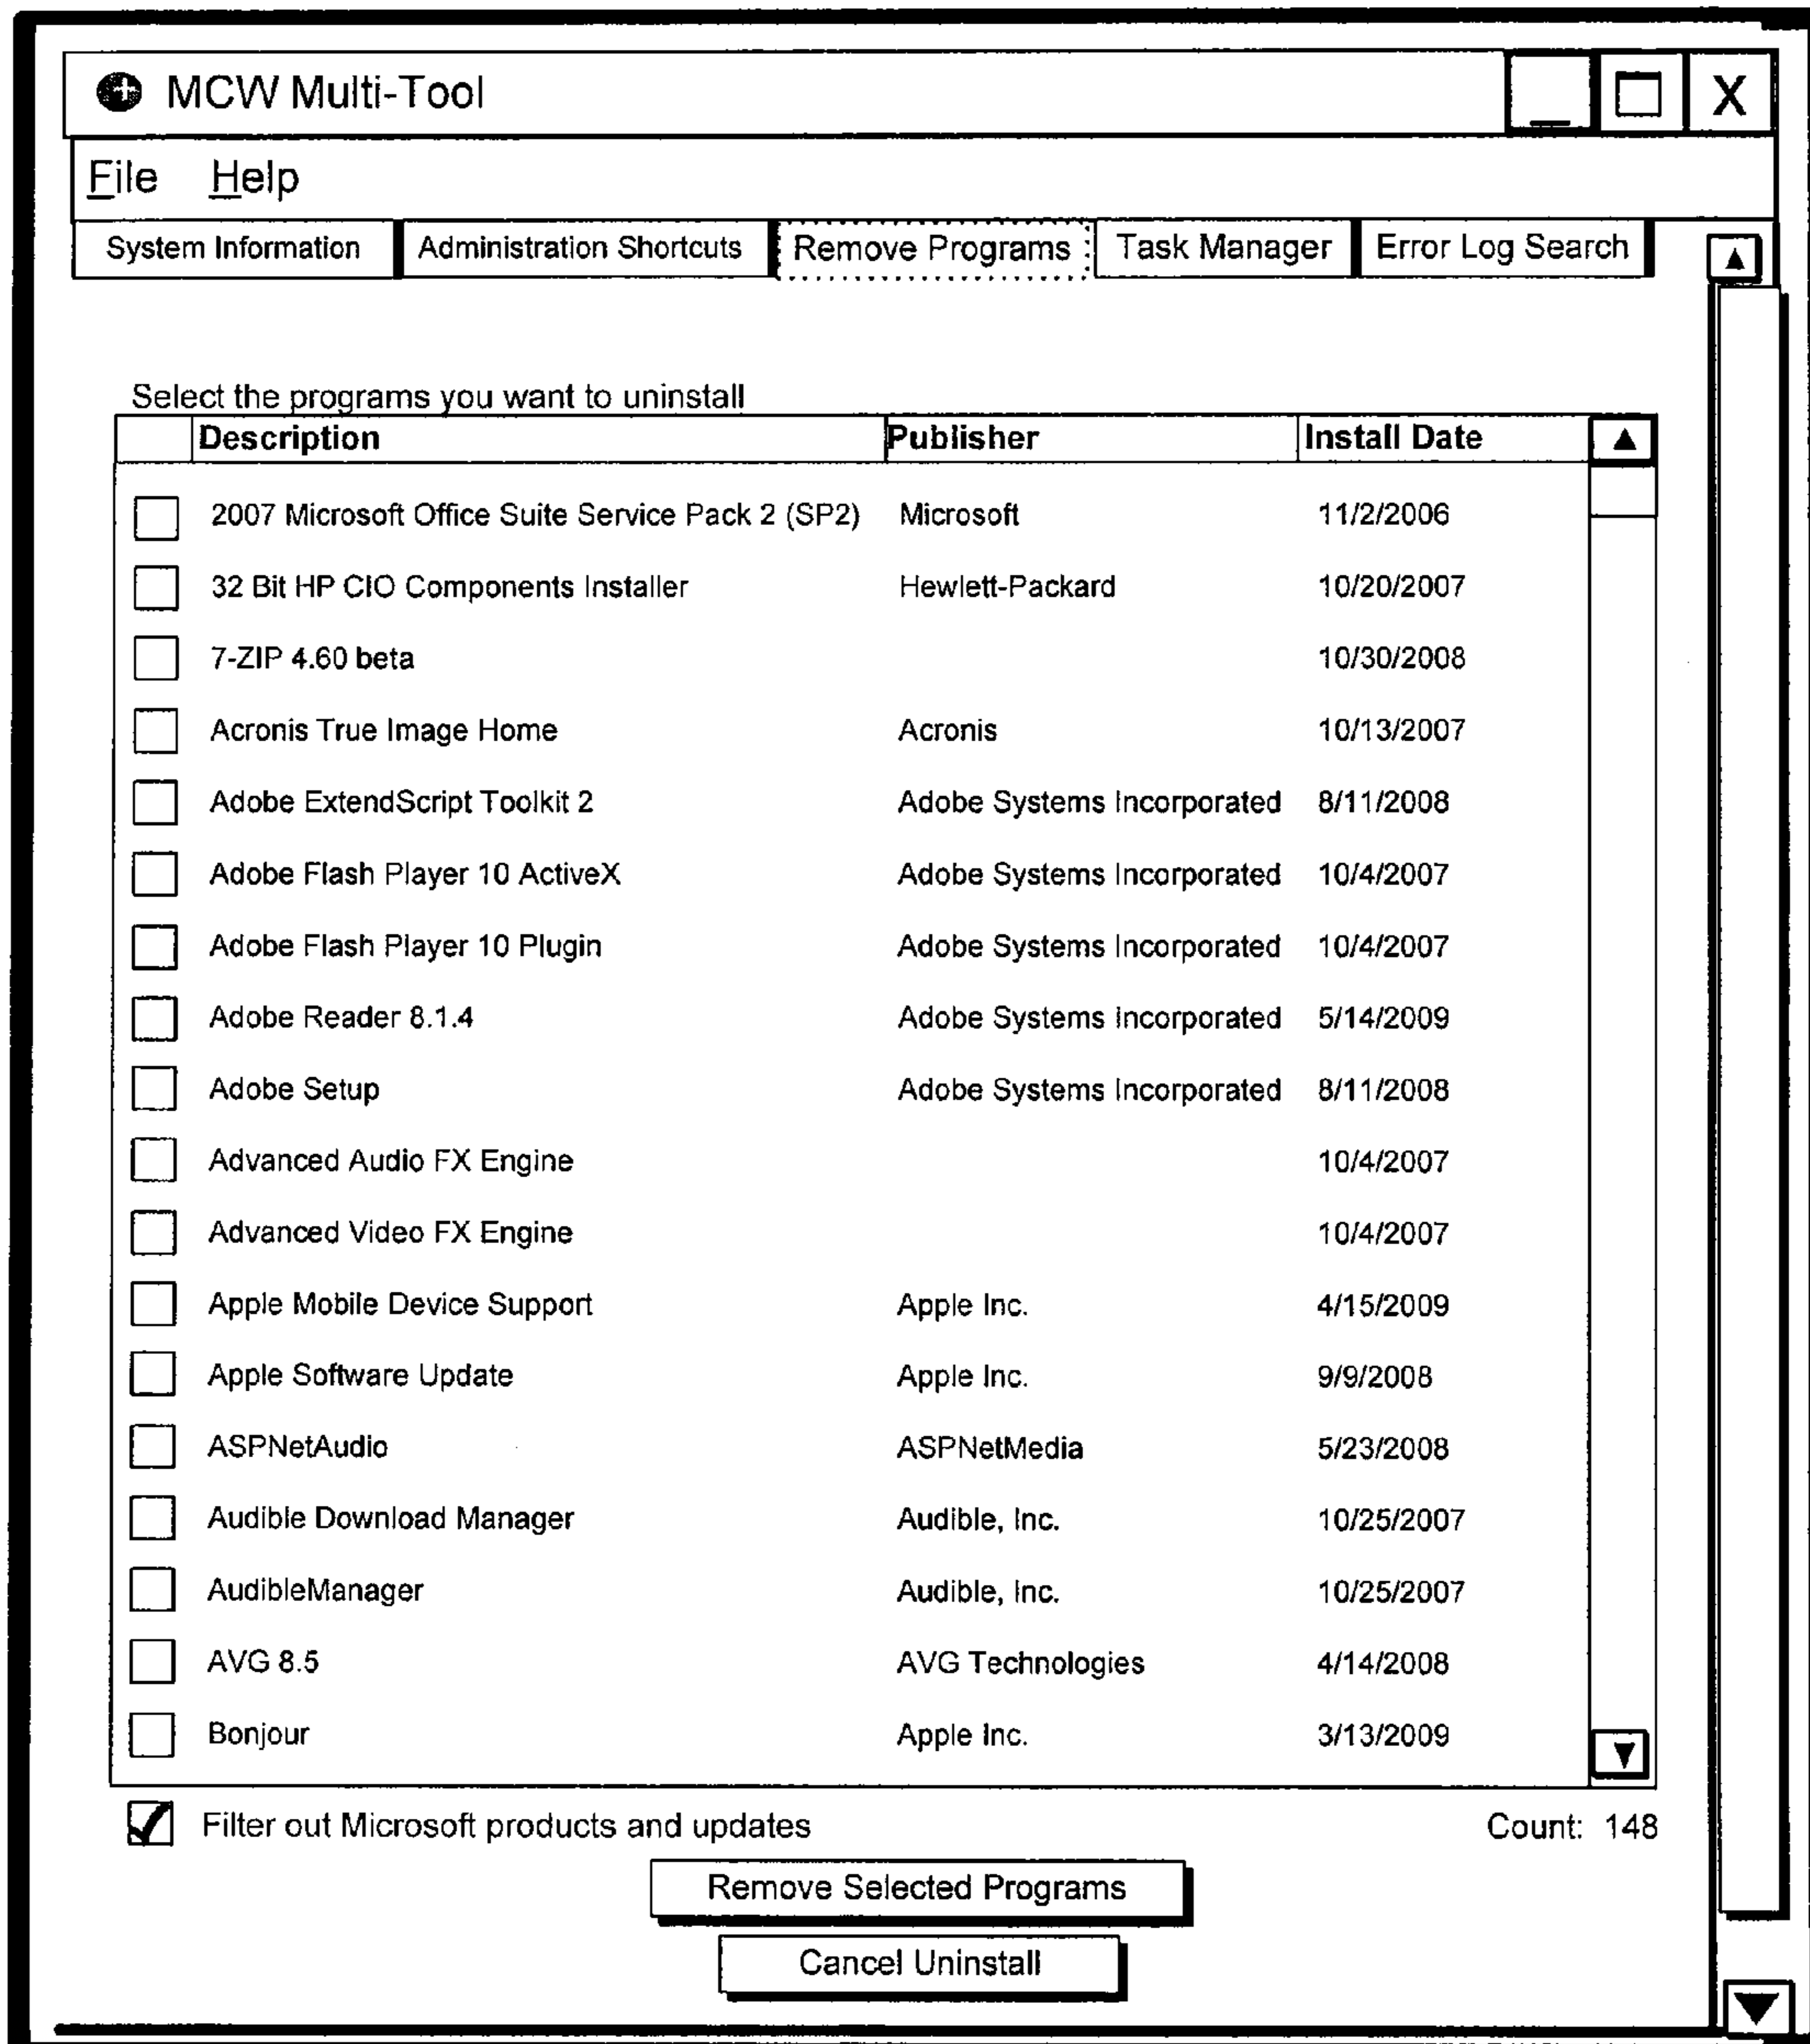 MCW Multi-Tool
X
File Help
System Information Administration Shortcuts Remove Programs Task Manager Error Log Search
Select the programs you want to uninstall
Description Publisher Install Date
2007 Microsoft Office Suite Service Pack 2 (SP2) Microsoft 11/2/2006
32 Bit HP CIO Components Installer Hewlett-Packard 10/20/2007
7-ZIP 4.60 beta 10/30/2008
Acronis True Image Home Acronis 10/13/2007
Adobe ExtendScript Toolkit 2 Adobe Systems Incorporated 8/11/2008
Adobe Flash Player 10 ActiveX Adobe Systems Incorporated 10/4/2007
Adobe Flash Player 10 Plugin Adobe Systems Incorporated 10/4/2007
Adobe Reader 8.1.4 Adobe Systems Incorporated 5/14/2009
Adobe Setup Adobe Systems Incorporated 8/11/2008
Advanced Audio FX Engine 10/4/2007
Advanced Video FX Engine 10/4/2007
Apple Mobile Device Support Apple Inc. 4/15/2009
Apple Software Update Apple Inc. 9/9/2008
ASPNetAudio ASPNetMedia 5/23/2008
Audible Download Manager Audible, Inc. 10/25/2007
AudibleManager Audible, Inc. 10/25/2007
AVG 8.5 AVG Technologies 4/14/2008
Bonjour Apple Inc. 3/13/2009
Filter out Microsoft products and updates Count: 148
Remove Selected Programs
Cancel Uninstall